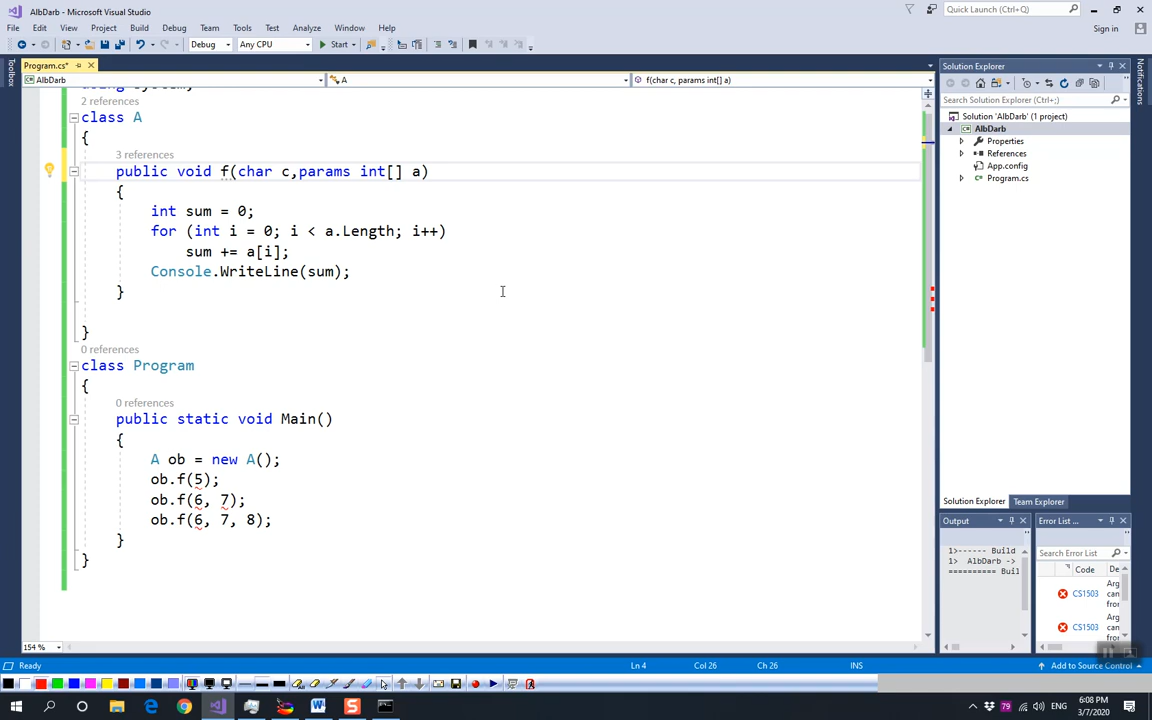 AlbDarb - Microsoft Visual Studio
Quick Launch (Ctrl+;)
File Edit View Project Build Debug Team Tools Test Analyze Window Help
Sign in
Debug Any CPU Start
Toolbox
Program.cs*
AlbDarb A f(char c, params int[] a)
using System;
2 references
class A
{
3 references
public void f(char c,params int[] a)
{
int sum = 0;
for (int i = 0; i < a.Length; i++)
sum += a[i];
Console.WriteLine(sum);
}
}
0 references
class Program
{
0 references
public static void Main()
{
A ob = new A();
ob.f(5);
ob.f(6, 7);
ob.f(6, 7, 8);
}
}
154 %
Solution Explorer
Search Solution Explorer (Ctrl+;)
Solution 'AlbDarb' (1 project)
AlbDarb
Properties
References
App.config
Program.cs
Notifications
Solution Explorer Team Explorer
Output Error List ...
1>------ Build
1> AlbDarb ->
========== Buil
Search Error List
Code De
CS1503 Arg
can
fror
CS1503 Arg
can
fror
Ready Ln 4 Col 26 Ch 26 INS Add to Source Control
79 ENG
6:08 PM
3/7/2020